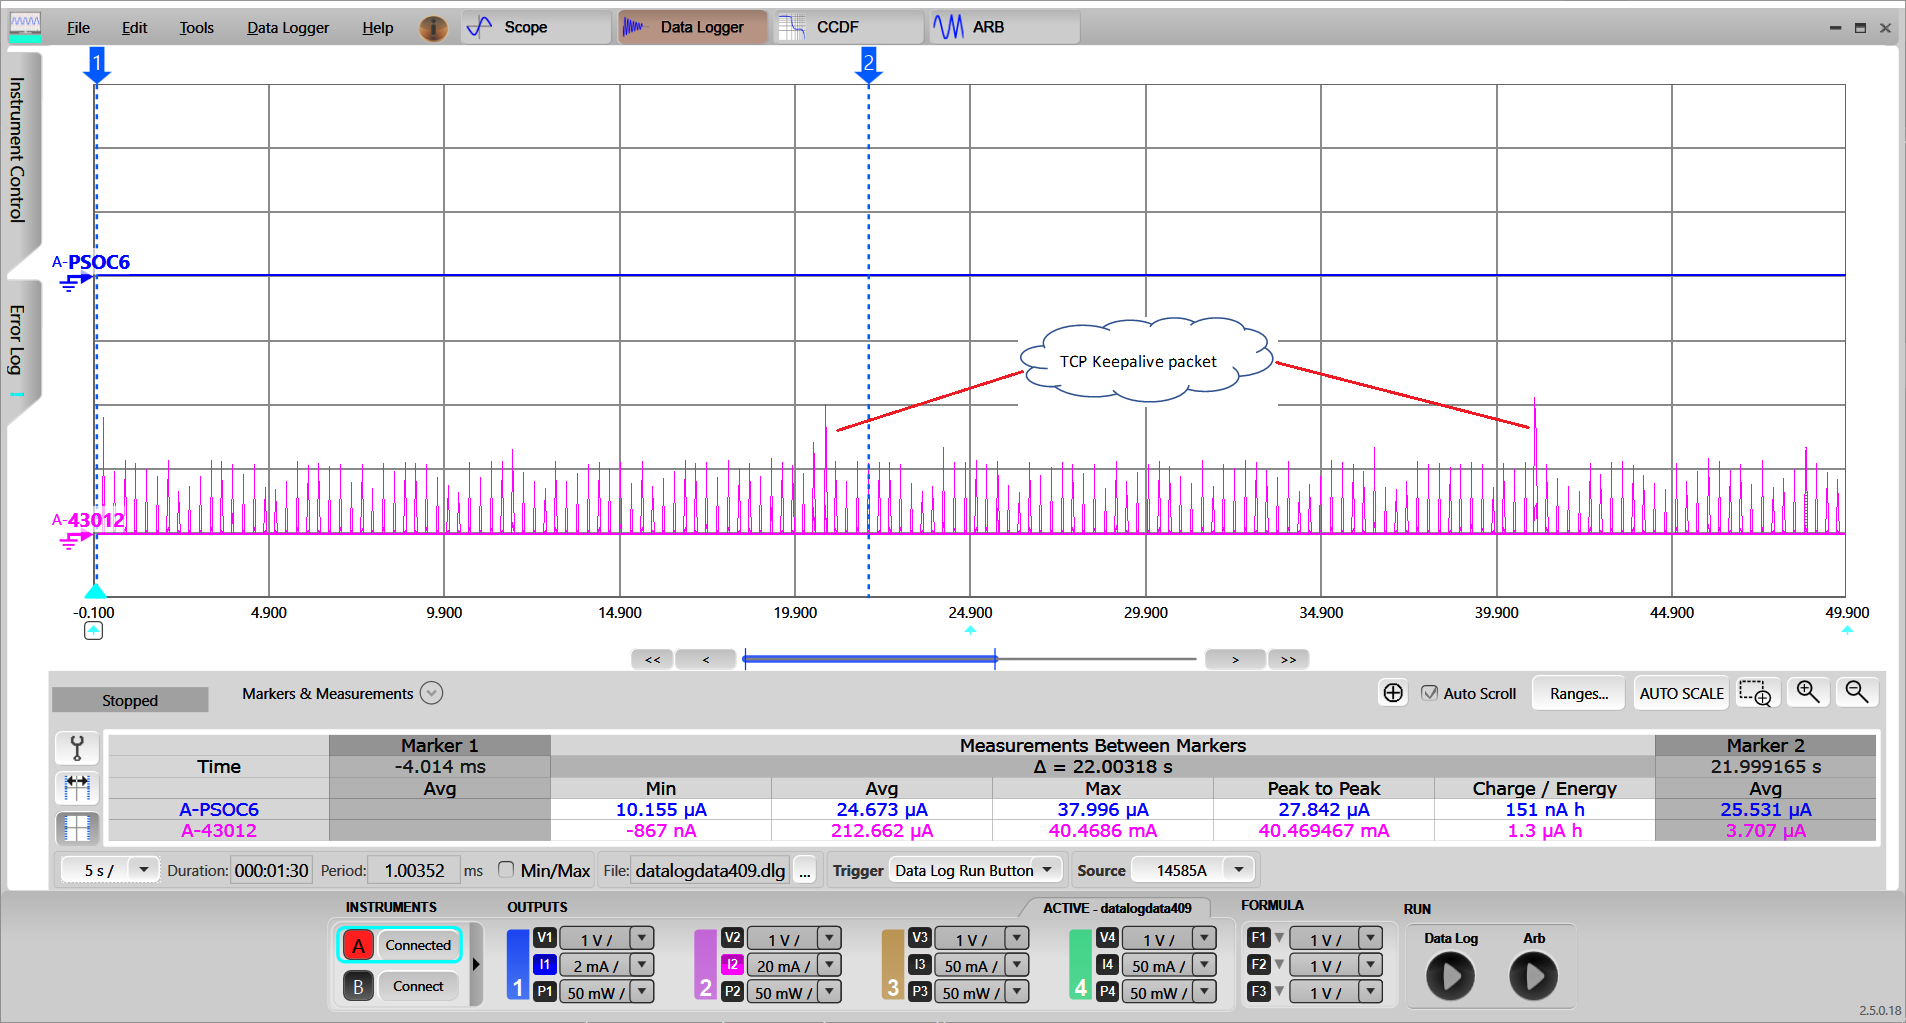 File Edit Tools Data Logger Help i Scope Data Logger CCDF ARB
Instrument Control
Error Log
1 2
A-PSOC6
TCP Keepalive packet
A-43012
-0.100 4.900 9.900 14.900 19.900 24.900 29.900 34.900 39.900 44.900 49.900
<< < > >>
Stopped Markers & Measurements Auto Scroll Ranges... AUTO SCALE
Marker 1 Measurements Between Markers Marker 2
Time -4.014 ms Δ = 22.00318 s 21.999165 s
Avg Min Avg Max Peak to Peak Charge / Energy Avg
A-PSOC6 10.155 µA 24.673 µA 37.996 µA 27.842 µA 151 nA h 25.531 µA
A-43012 -867 nA 212.662 µA 40.4686 mA 40.469467 mA 1.3 µA h 3.707 µA
5 s / Duration: 000:01:30 Period: 1.00352 ms Min/Max File: datalogdata409.dlg ... Trigger Data Log Run Button Source 14585A
INSTRUMENTS OUTPUTS ACTIVE - datalogdata409 FORMULA RUN
A Connected 1 V1 1 V / 2 V2 1 V / 3 V3 1 V / 4 V4 1 V / F1 1 V / Data Log Arb
I1 2 mA / I2 20 mA / I3 50 mA / I4 50 mA / F2 1 V /
B Connect P1 50 mW / P2 50 mW / P3 50 mW / P4 50 mW / F3 1 V /
2.5.0.18